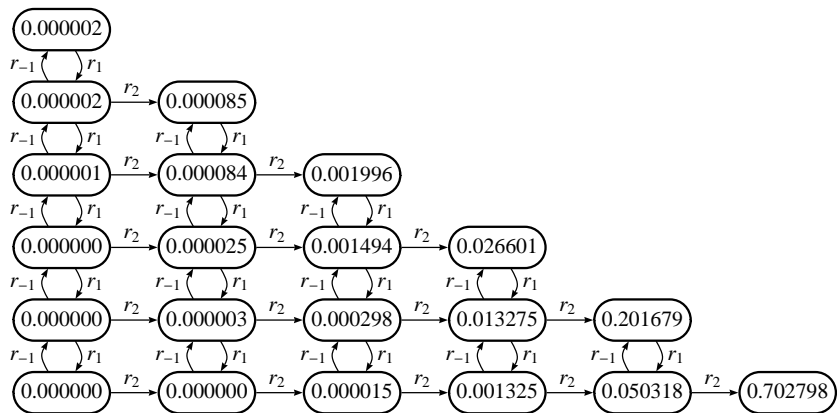 0.000002
r₋₁ r₁
r₂
0.000002 0.000085
r₋₁ r₁ r₋₁ r₁
r₂ r₂
0.000001 0.000084 0.001996
r₋₁ r₁ r₋₁ r₁ r₋₁ r₁
r₂ r₂ r₂
0.000000 0.000025 0.001494 0.026601
r₋₁ r₁ r₋₁ r₁ r₋₁ r₁ r₋₁ r₁
r₂ r₂ r₂ r₂
0.000000 0.000003 0.000298 0.013275 0.201679
r₋₁ r₁ r₋₁ r₁ r₋₁ r₁ r₋₁ r₁ r₋₁ r₁
r₂ r₂ r₂ r₂ r₂
0.000000 0.000000 0.000015 0.001325 0.050318 0.702798